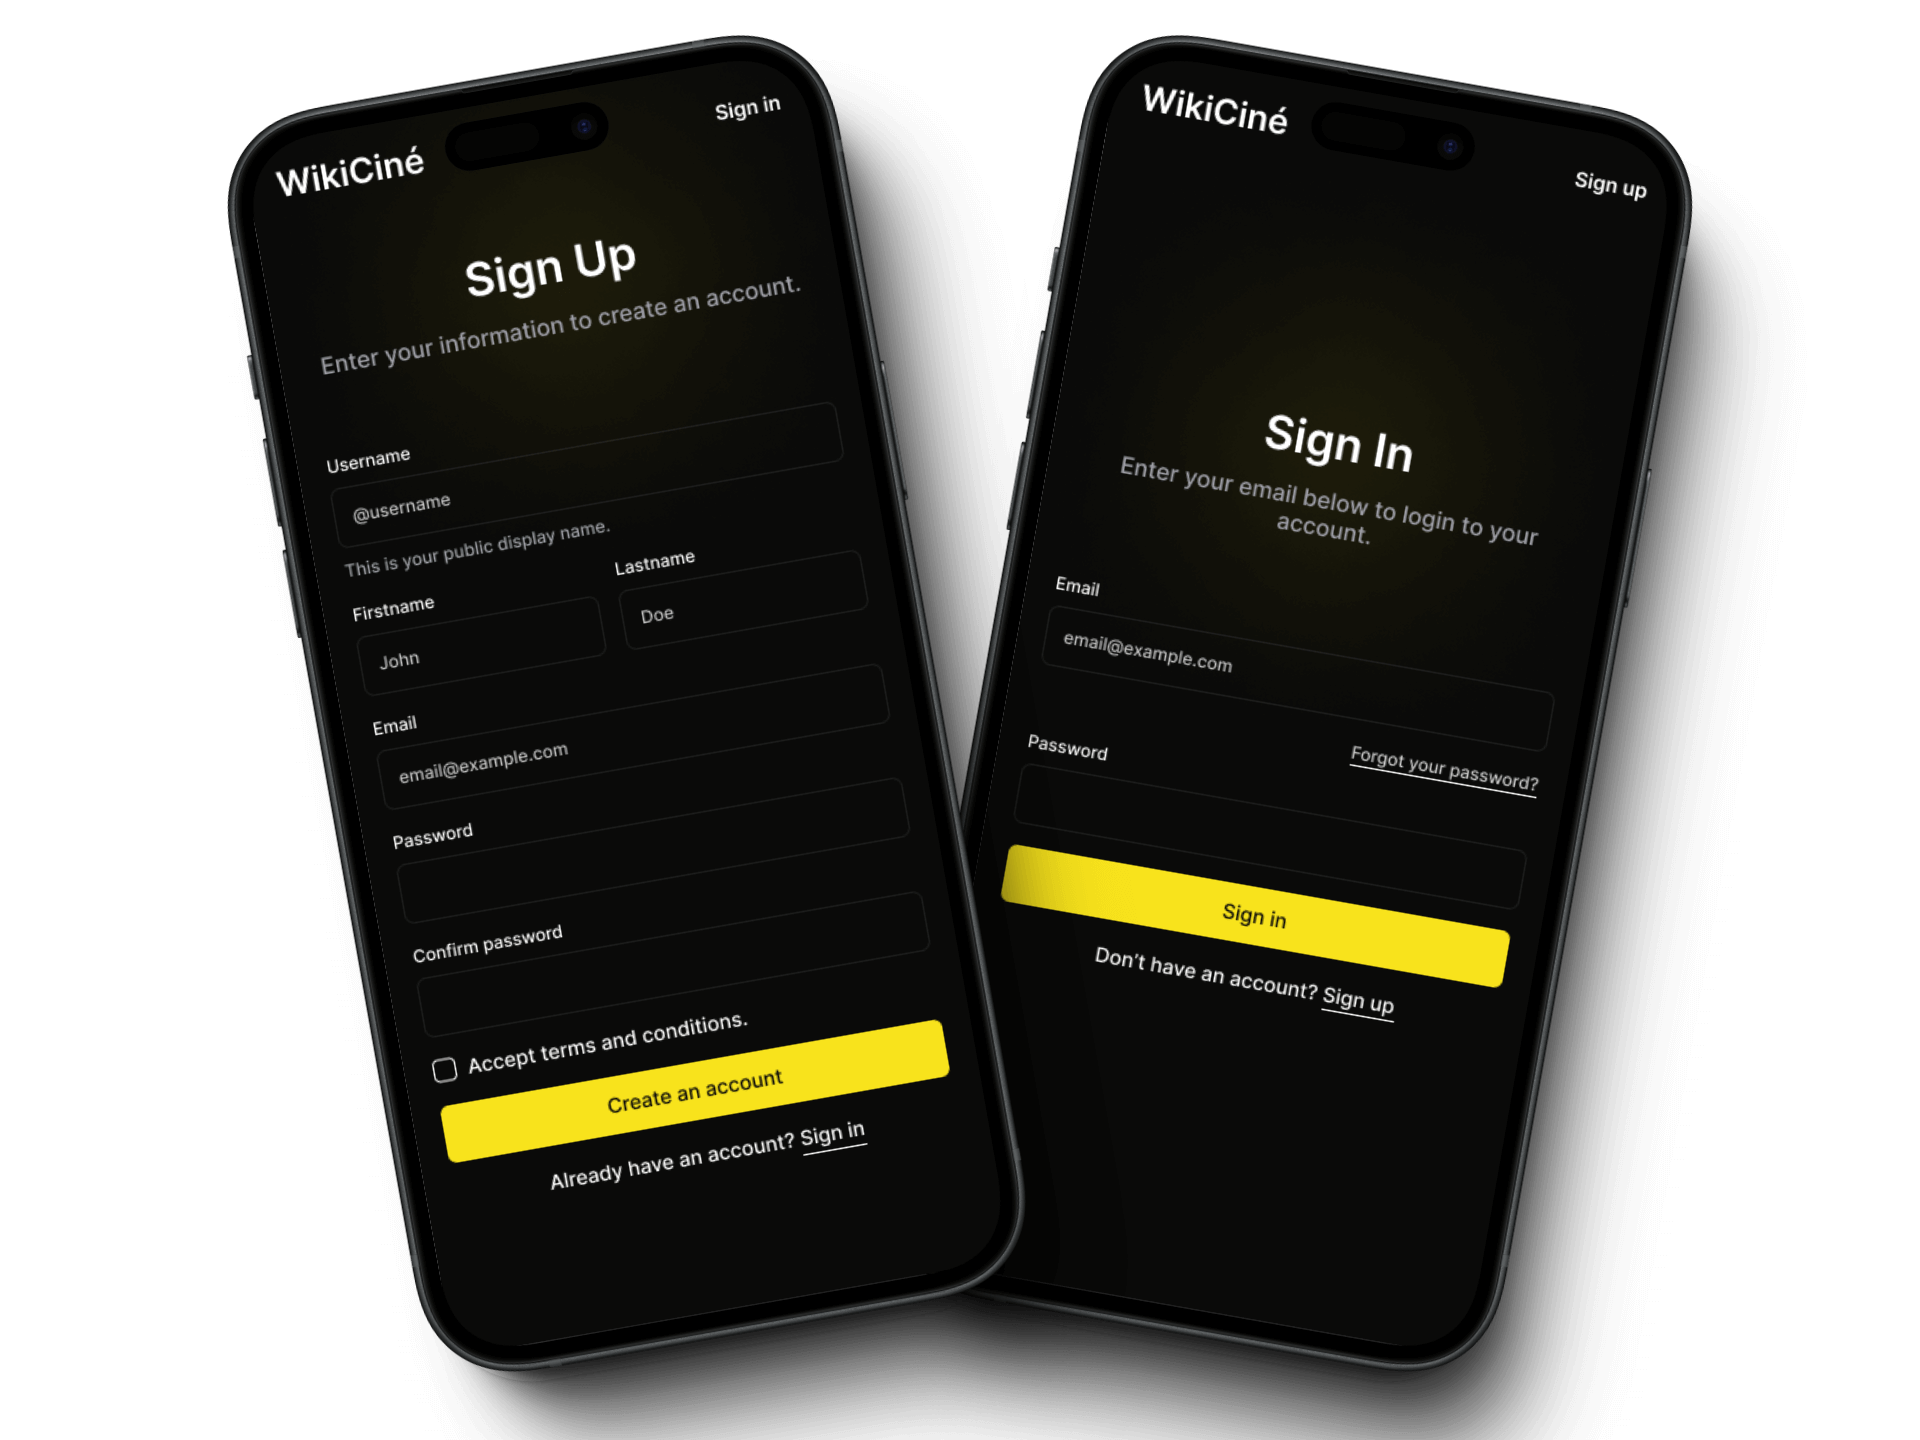 WikiCiné
Sign in
Sign Up
Enter your information to create an account.
Username
@username
This is your public display name.
Firstname
Lastname
John
Doe
Email
email@example.com
Password
Confirm password
Accept terms and conditions.
Create an account
Already have an account? Sign in
WikiCiné
Sign up
Sign In
Enter your email below to login to your
account.
Email
email@example.com
Password
Forgot your password?
Sign in
Don't have an account? Sign up